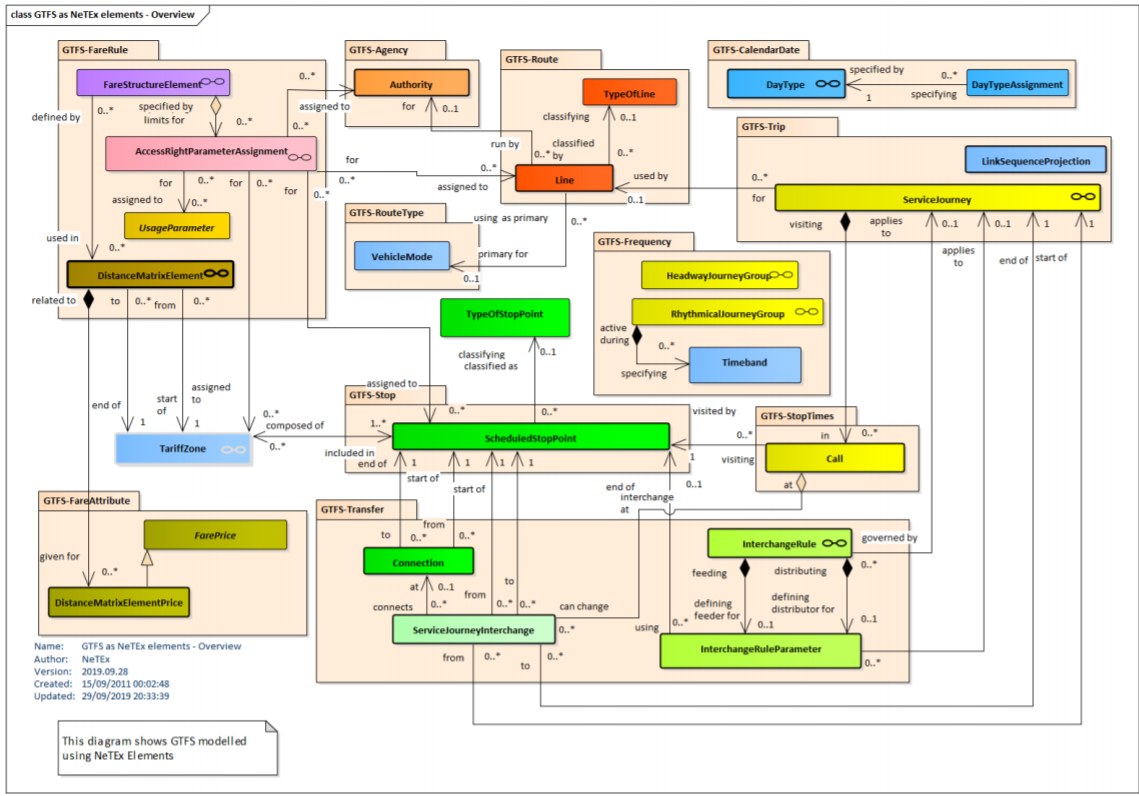 class GTFS as NeTEx elements - Overview
GTFS-FareRule
FareStructureElement
0..*
specified by
limits for
0..*
0..*
defined by
AccessRightParameterAssignment
for
0..*
for
for
0..*
assigned to
0..*
UsageParameter
used in
0..*
DistanceMatrixElement
related to
to
0..*
from
0..*
GTFS-Agency
0..*
Authority
assigned to
for
0..1
GTFS-Route
TypeOfLine
classifying
0..1
run by
classified
by
0..*
0..*
for
0..*
0..*
assigned to
Line
used by
0..1
GTFS-RouteType
using as primary
0..*
VehicleMode
primary for
0..1
GTFS-CalendarDate
DayType
specified by
0..*
1
specifying
DayTypeAssignment
GTFS-Trip
LinkSequenceProjection
0..*
for
ServiceJourney
visiting
applies
to
0..1
0..1
1
1
applies
to
end of
start of
GTFS-Frequency
HeadwayJourneyGroup
RhythmicalJourneyGroup
active
during
0..*
specifying
Timeband
TypeOfStopPoint
classifying
classified as
0..1
assigned to
GTFS-Stop
0..*
0..*
visited by
1..*
ScheduledStopPoint
included in
end of
1
1
1
1
start of
start of
1
end of
interchange
at
0..1
GTFS-StopTimes
0..*
in
0..*
visiting
Call
at
end of
1
start
of
1
assigned
to
0..*
composed of
0..*
TariffZone
GTFS-FareAttribute
FarePrice
given for
0..*
DistanceMatrixElementPrice
GTFS-Transfer
from
to
0..*
0..*
Connection
at
0..1
from
to
connects
0..*
0..*
0..*
can change
ServiceJourneyInterchange
0..*
from
0..*
to
0..*
InterchangeRule
governed by
0..*
feeding
distributing
defining
feeder for
defining
distributor for
0..1
0..1
using
0..*
InterchangeRuleParameter
0..*
Name: GTFS as NeTEx elements - Overview
Author: NeTEx
Version: 2019.09.28
Created: 15/09/2011 00:02:48
Updated: 29/09/2019 20:33:39
This diagram shows GTFS modelled
using NeTEx Elements